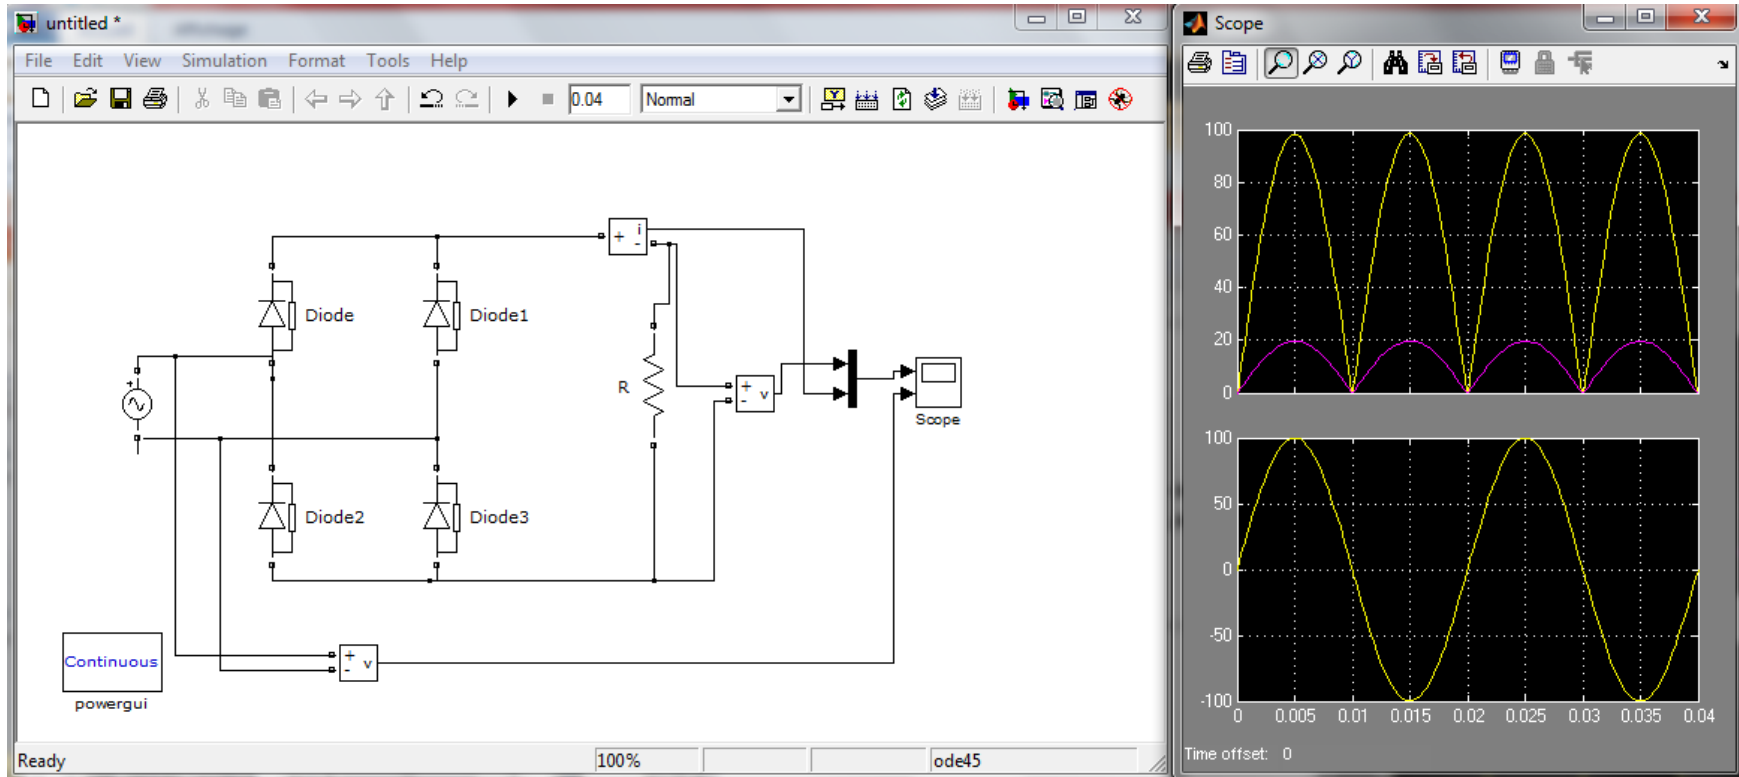 untitled *
File Edit View Simulation Format Tools Help
0.04 Normal
Diode Diode1
+ i -
R
+ - v
Scope
+
Diode2 Diode3
+ - v
Continuous
powergui
Ready 100% ode45
Scope
100
80
60
40
20
0
100
50
0
-50
-100
0 0.005 0.01 0.015 0.02 0.025 0.03 0.035 0.04
Time offset: 0